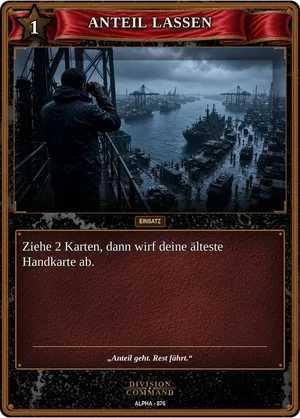 1
ANTEIL LASSEN
EINSATZ
Ziehe 2 Karten, dann wirf deine älteste
Handkarte ab.
„Anteil geht. Rest fährt.“
DIVISION
COMMAND
ALPHA - 876